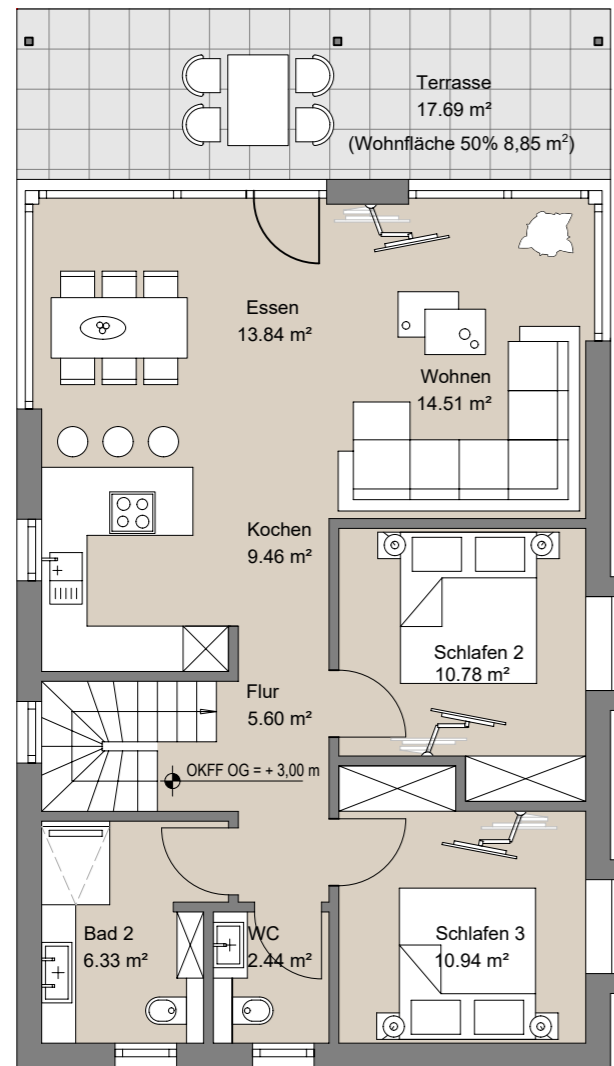 Terrasse
17.69 m²
(Wohnfläche 50% 8,85 m²)
Essen
13.84 m²
Wohnen
14.51 m²
Kochen
9.46 m²
Schlafen 2
10.78 m²
Flur
5.60 m²
OKFF OG = + 3,00 m
Bad 2
6.33 m²
WC
2.44 m²
Schlafen 3
10.94 m²